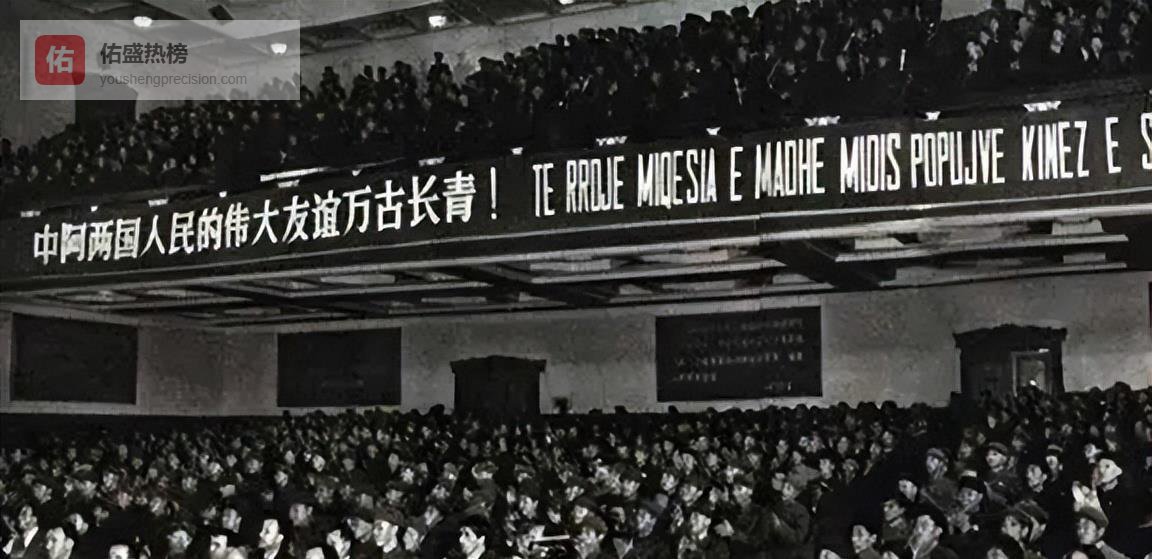 佑
佑盛热榜
youshengprecision.com
中阿两国人民的伟大友谊万古长青！ TE RROJE MIQESIA E MADHE MIDIS POPUJVE KINEZ E S